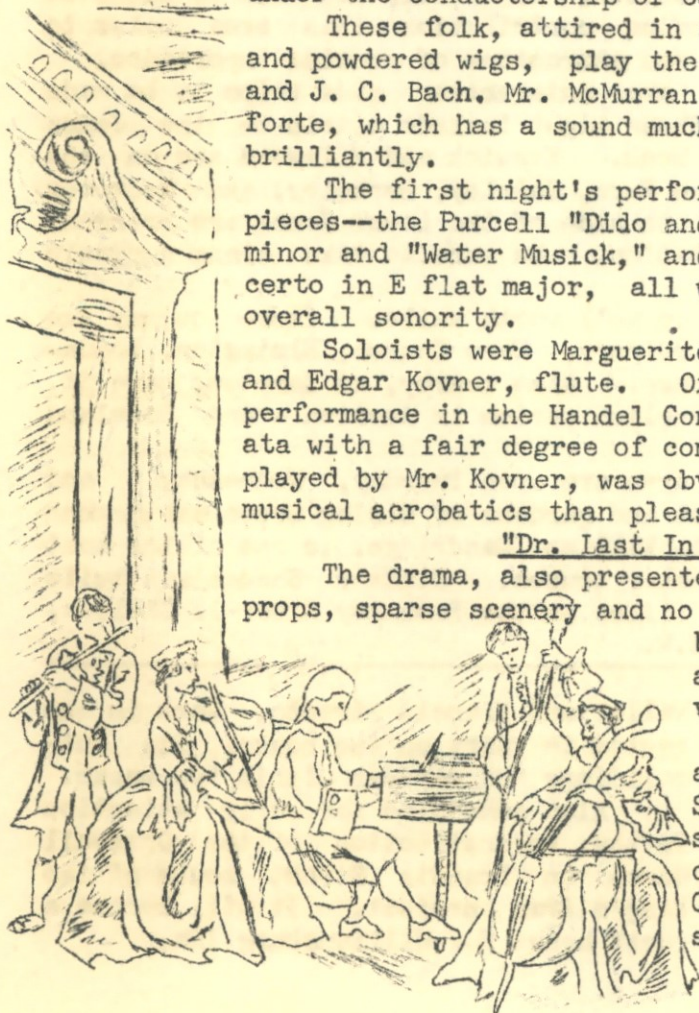 These folk, attired in
and powdered wigs, play the
and J. C. Bach. Mr. McMurran
forte, which has a sound much
brilliantly.
The first night's perfo
pieces--the Purcell "Dido and
minor and "Water Musick," and
certo in E flat major, all
overall sonority.
Soloists were Marguerite
and Edgar Kovner, flute. O
performance in the Handel Con
ata with a fair degree of con
played by Mr. Kovner, was obv
musical acrobatics than pleas
"Dr. Last In
The drama, also presente
props, sparse scenery and no